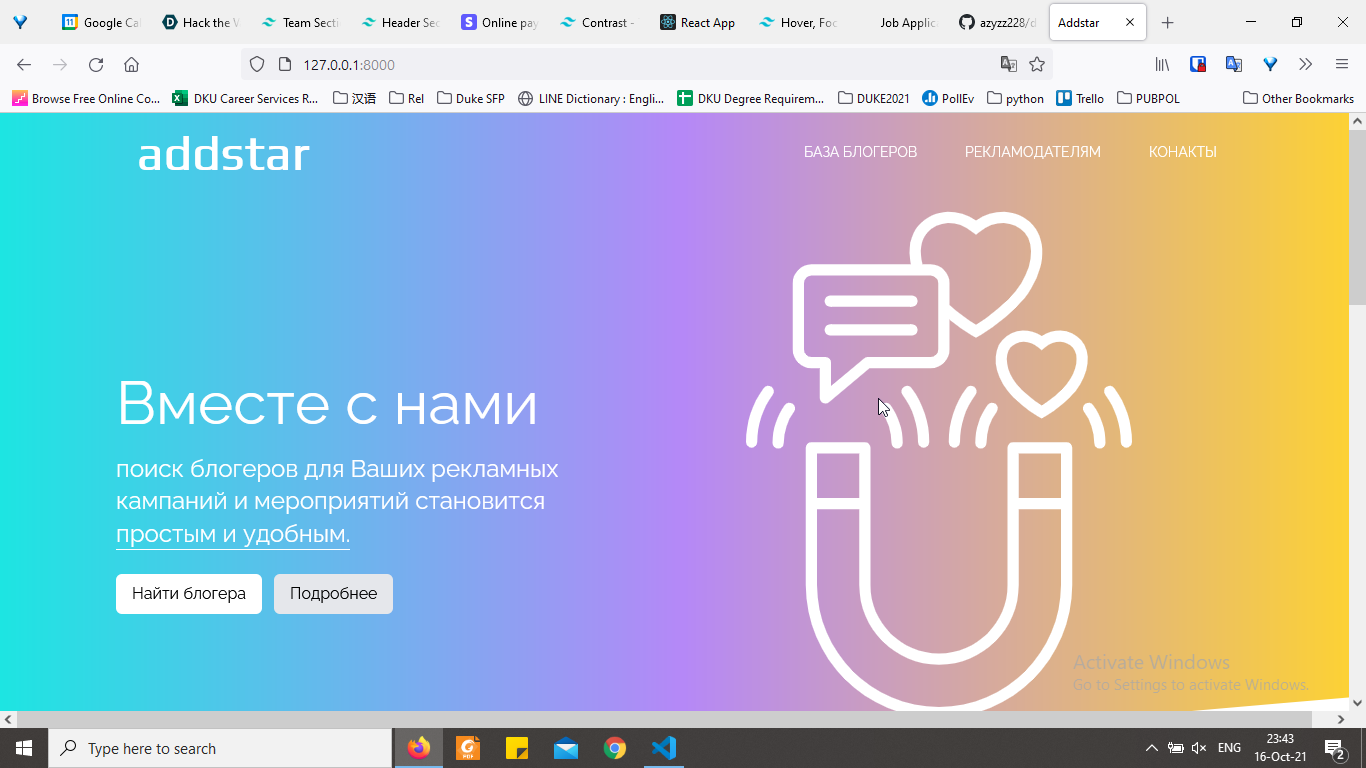 Google Cal
Hack the V
Team Secti
Header Sec
Online pay
Contrast -
React App
Hover, Foc
Job Applic
azyzz228/d
Addstar
127.0.0.1:8000
Browse Free Online Co...
DKU Career Services R...
汉语
Rel
Duke SFP
LINE Dictionary : Engli...
DKU Degree Requirem...
DUKE2021
PollEv
python
Trello
PUBPOL
Other Bookmarks
addstar
БАЗА БЛОГЕРОВ
РЕКЛАМОДАТЕЛЯМ
КОНАКТЫ
Вместе с нами
поиск блогеров для Ваших рекламных
кампаний и мероприятий становится
простым и удобным.
Найти блогера
Подробнее
Activate Windows
Go to Settings to activate Windows.
Type here to search
ENG
23:43
16-Oct-21
2